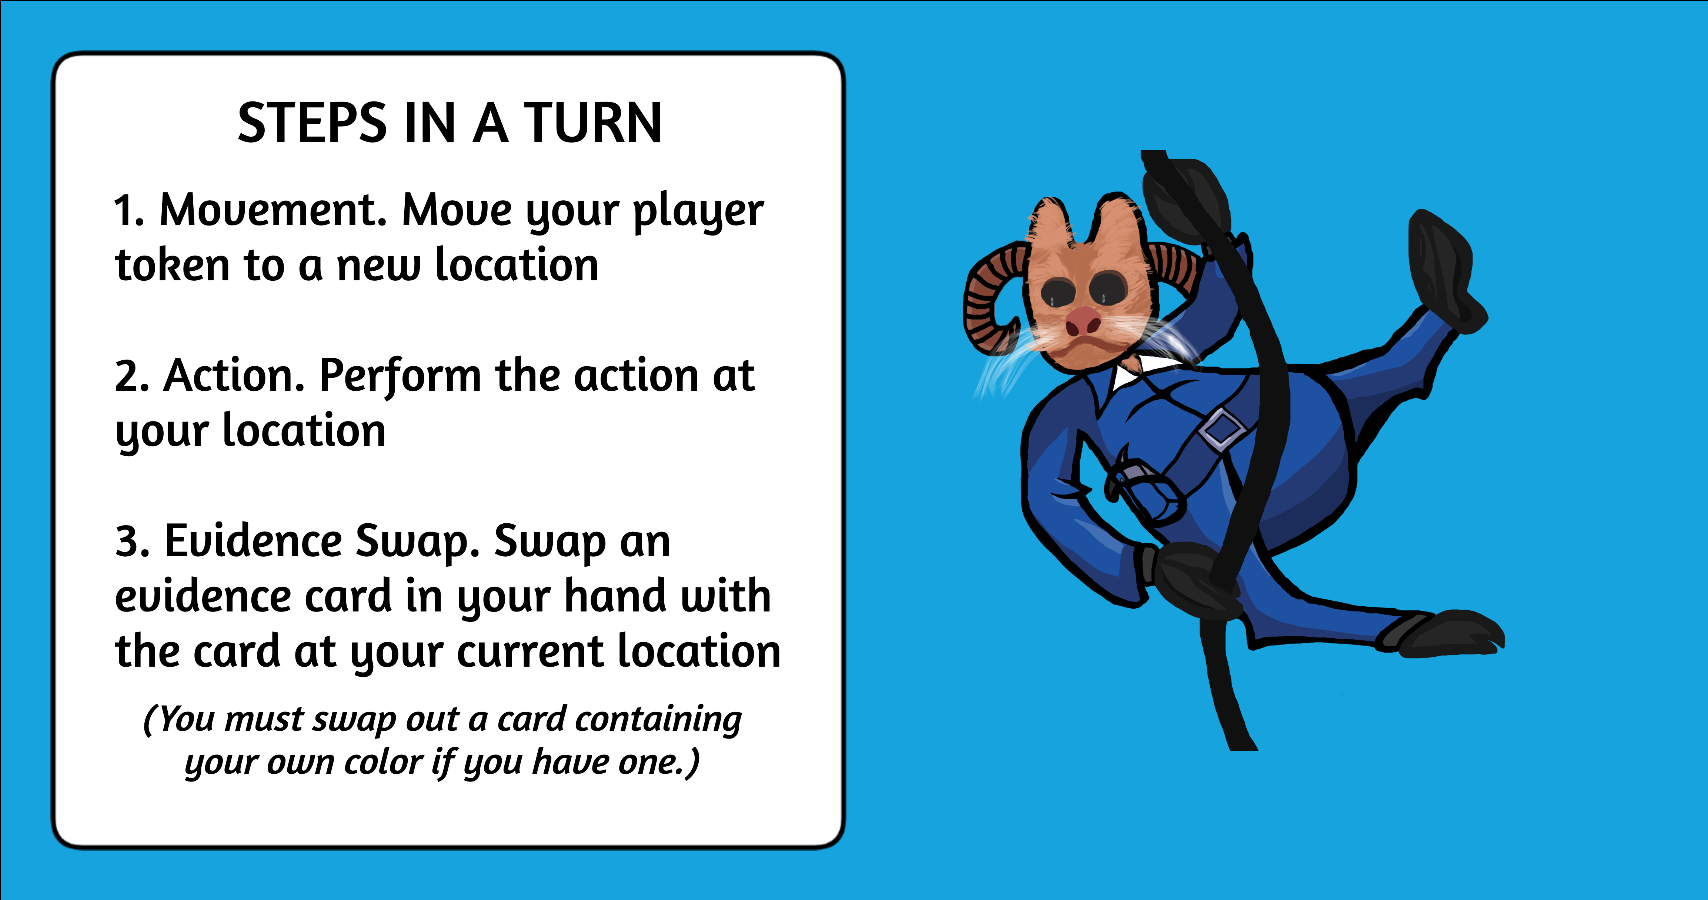 STEPS IN A TURN
1. Movement. Move your player
token to a new location
2. Action. Perform the action at
your location
3. Evidence Swap. Swap an
evidence card in your hand with
the card at your current location
(You must swap out a card containing
your own color if you have one.)